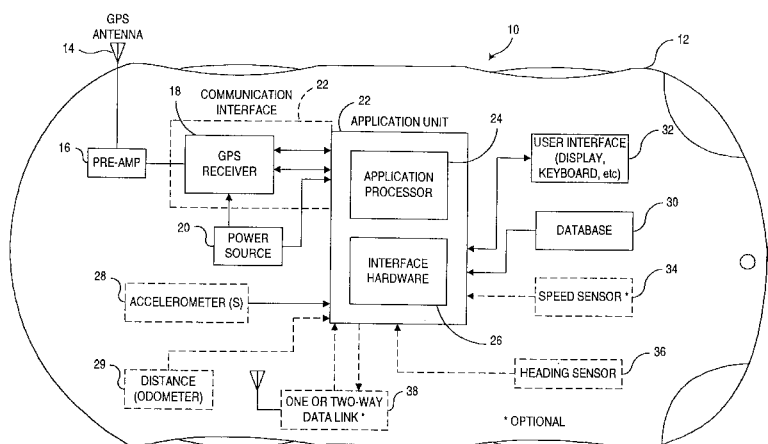 GPS
ANTENNA
14
10
12
COMMUNICATION
INTERFACE
22
18
22
APPLICATION UNIT
24
32
16
PRE-AMP
GPS
RECEIVER
APPLICATION
PROCESSOR
USER INTERFACE
(DISPLAY,
KEYBOARD, etc)
30
20
POWER
SOURCE
DATABASE
INTERFACE
HARDWARE
34
28
ACCELEROMETER (S)
SPEED SENSOR *
26
36
29
DISTANCE
(ODOMETER)
HEADING SENSOR
38
ONE OR TWO-WAY
DATA LINK *
* OPTIONAL